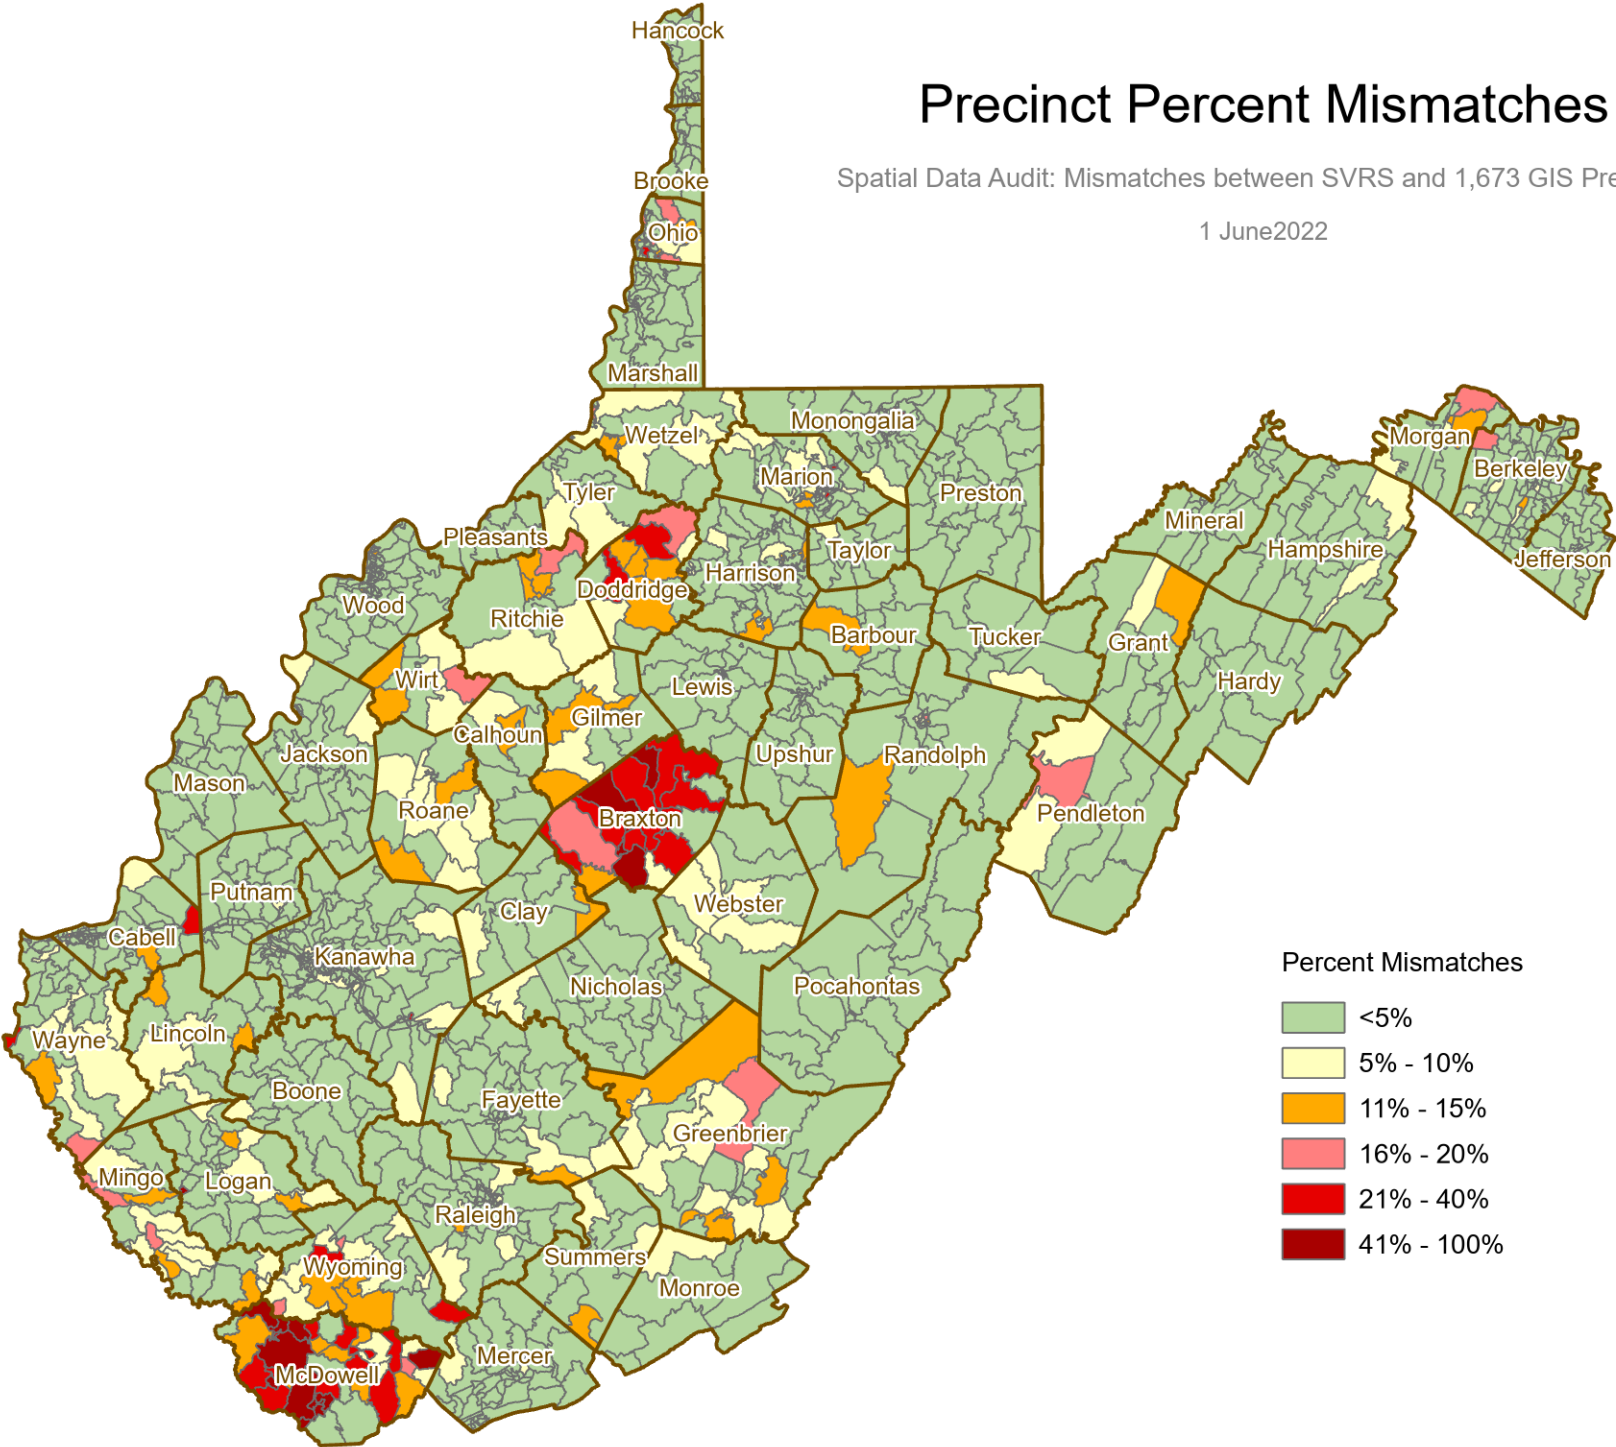 Hancock
Precinct Percent Mismatches
Spatial Data Audit: Mismatches between SVRS and 1,673 GIS Pre
1 June2022
Brooke
Ohio
Marshall
Wetzel
Monongalia
Marion
Preston
Morgan
Berkeley
Jefferson
Mineral
Hampshire
Tyler
Pleasants
Taylor
Harrison
Doddridge
Wood
Ritchie
Barbour
Tucker
Grant
Hardy
Wirt
Lewis
Gilmer
Calhoun
Jackson
Upshur
Randolph
Mason
Roane
Braxton
Pendleton
Putnam
Clay
Webster
Cabell
Kanawha
Nicholas
Pocahontas
Wayne
Lincoln
Boone
Fayette
Greenbrier
Mingo
Logan
Raleigh
Summers
Wyoming
Monroe
Mercer
McDowell
Percent Mismatches
<5%
5% - 10%
11% - 15%
16% - 20%
21% - 40%
41% - 100%